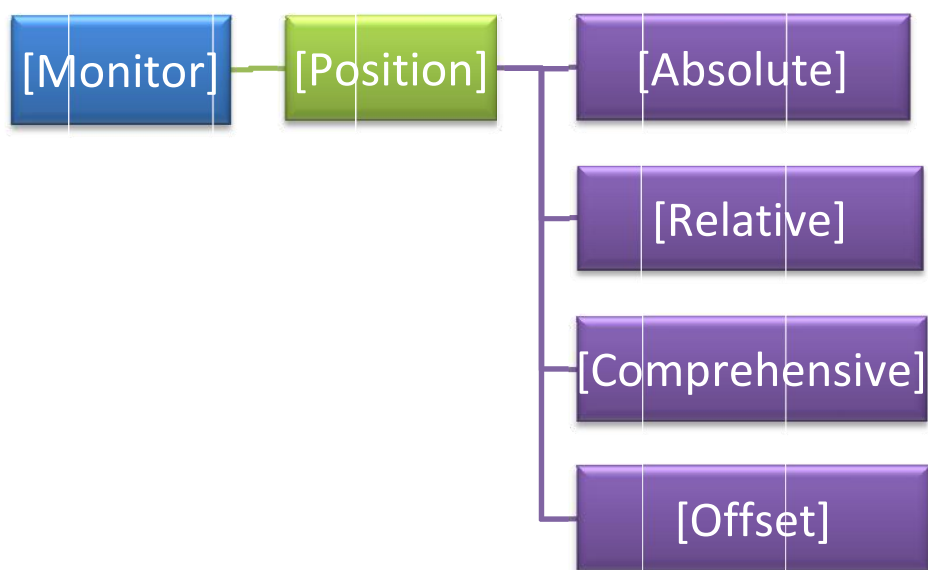 [Monitor]
[Position]
[Absolute]
[Relative]
[Comprehensive]
[Offset]